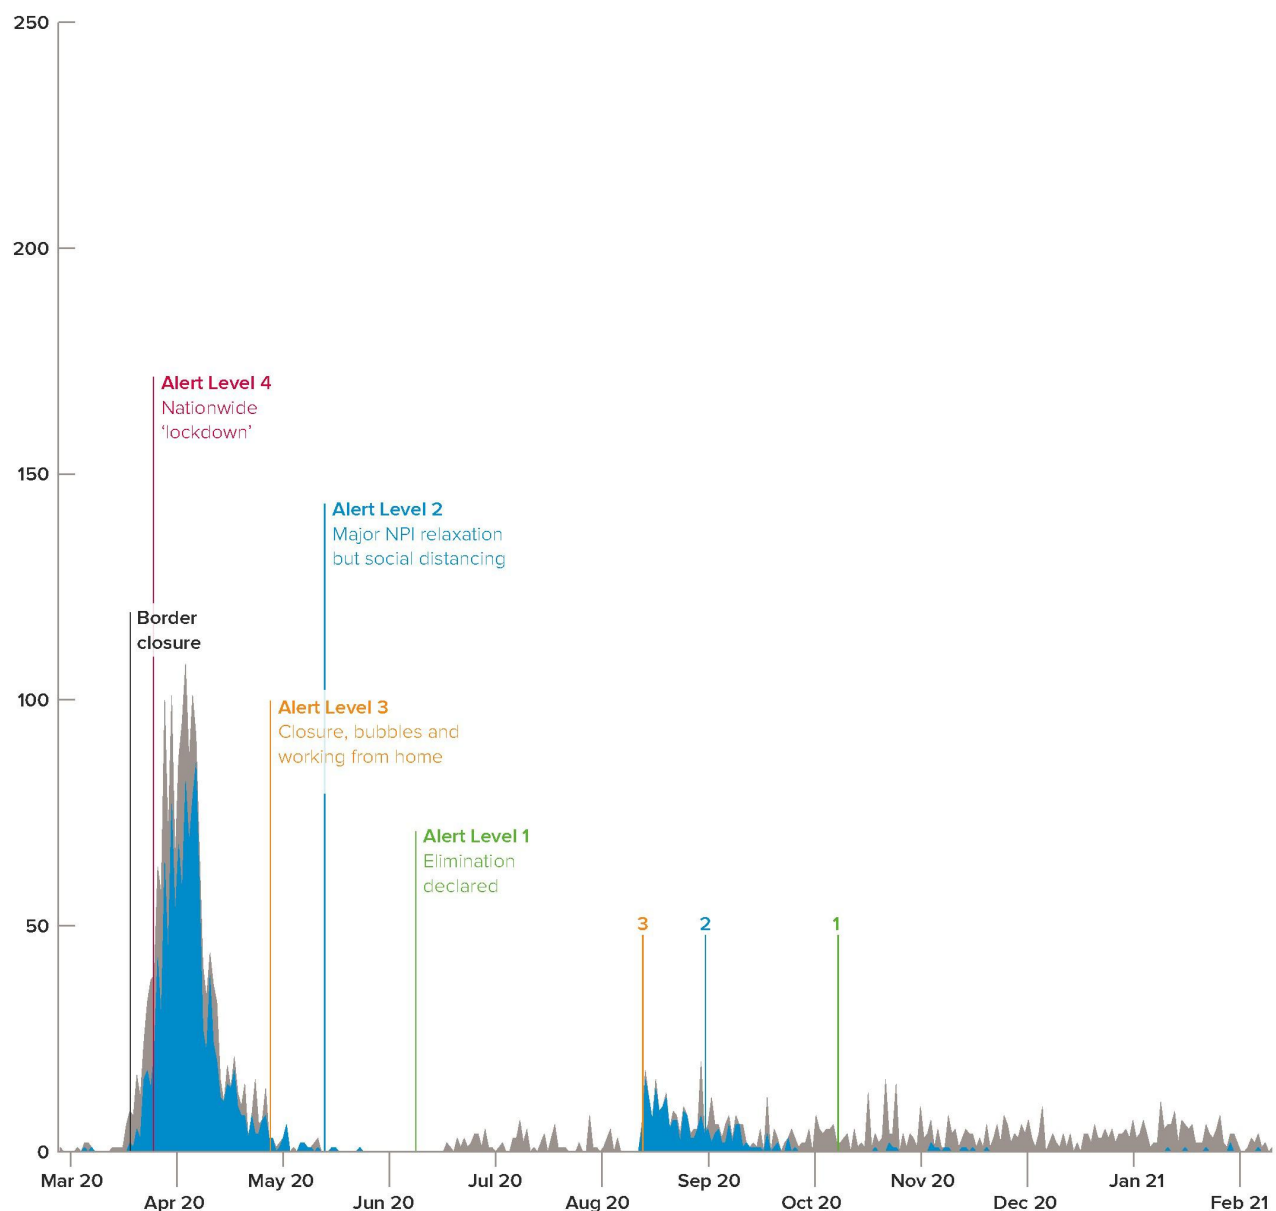 250
200
150
100
50
0
Alert Level 4
Nationwide
‘lockdown’
Alert Level 2
Major NPI relaxation
but social distancing
Border
closure
Alert Level 3
Closure, bubbles and
working from home
Alert Level 1
Elimination
declared
3
2
1
Mar 20
Apr 20
May 20
Jun 20
Jul 20
Aug 20
Sep 20
Oct 20
Nov 20
Dec 20
Jan 21
Feb 21